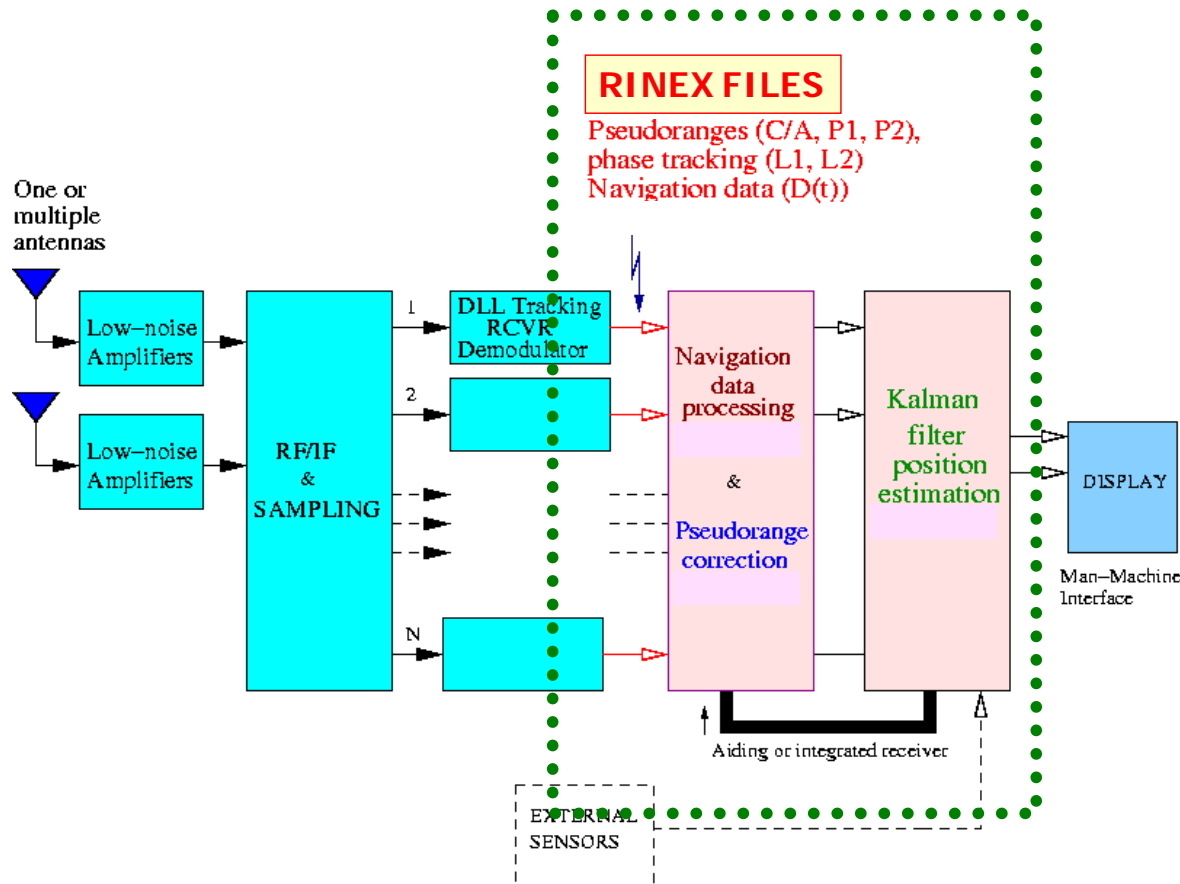 RINEX FILES
Pseudoranges (C/A, P1, P2),
phase tracking (L1, L2)
Navigation data (D(t))
One or
multiple
antennas
Low-noise
Amplifiers
Low-noise
Amplifiers
RF/IF
&
SAMPLING
1
2
N
DLL Tracking
RCVR
Demodulator
Navigation
data
processing
&
Pseudorange
correction
Kalman
filter
position
estimation
DISPLAY
Man-Machine
Interface
Aiding or integrated receiver
EXTERNAL
SENSORS